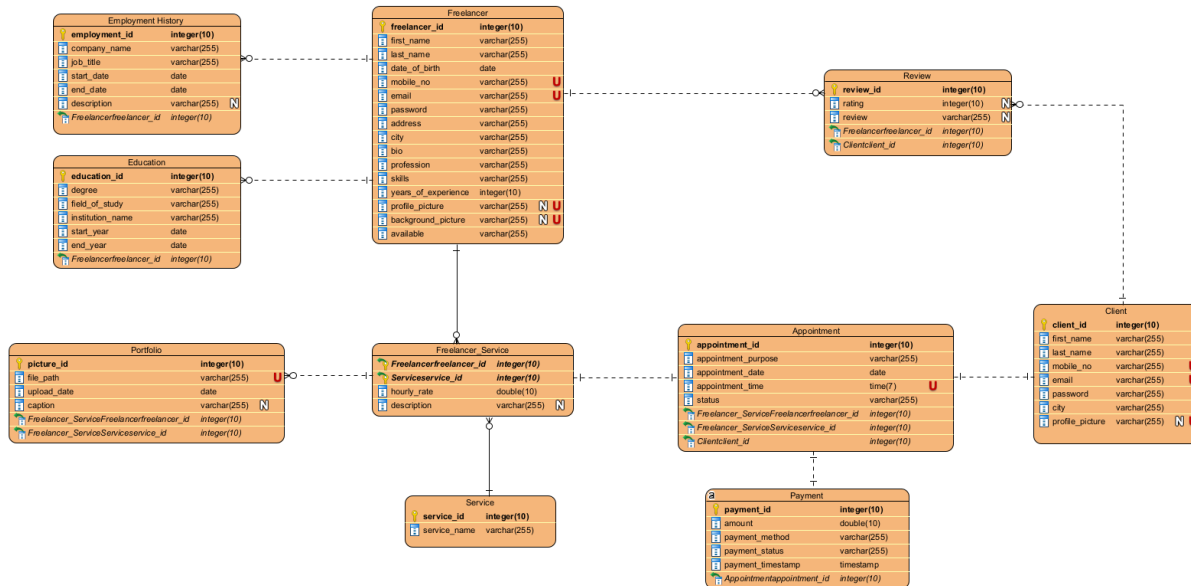 Employment History
employment_id integer(10)
company_name varchar(255)
job_title varchar(255)
start_date date
end_date date
description varchar(255) N
Freelancerfreelancer_id integer(10)
Education
education_id integer(10)
degree varchar(255)
field_of_study varchar(255)
institution_name varchar(255)
start_year date
end_year date
Freelancerfreelancer_id integer(10)
Freelancer
freelancer_id integer(10)
first_name varchar(255)
last_name varchar(255)
date_of_birth date
mobile_no varchar(255) U
email varchar(255) U
password varchar(255)
address varchar(255)
city varchar(255)
bio varchar(255)
profession varchar(255)
skills varchar(255)
years_of_experience integer(10)
profile_picture varchar(255) N U
background_picture varchar(255) N U
available varchar(255)
Review
review_id integer(10)
rating integer(10) N
review varchar(255) N
Freelancerfreelancer_id integer(10)
Clientclient_id integer(10)
Portfolio
picture_id integer(10)
file_path varchar(255) U
upload_date date
caption varchar(255) N
Freelancer_ServiceFreelancerfreelancer_id integer(10)
Freelancer_ServiceServiceservice_id integer(10)
Freelancer_Service
Freelancerfreelancer_id integer(10)
Serviceservice_id integer(10)
hourly_rate double(10)
description varchar(255) N
Appointment
appointment_id integer(10)
appointment_purpose varchar(255)
appointment_date date
appointment_time time(7) U
status varchar(255)
Freelancer_ServiceFreelancerfreelancer_id integer(10)
Freelancer_ServiceServiceservice_id integer(10)
Clientclient_id integer(10)
Client
client_id integer(10)
first_name varchar(255)
last_name varchar(255)
mobile_no varchar(255) U
email varchar(255) U
password varchar(255)
city varchar(255)
profile_picture varchar(255) N U
Service
service_id integer(10)
service_name varchar(255)
a Payment
payment_id integer(10)
amount double(10)
payment_method varchar(255)
payment_status varchar(255)
payment_timestamp timestamp
Appointmentappointment_id integer(10)